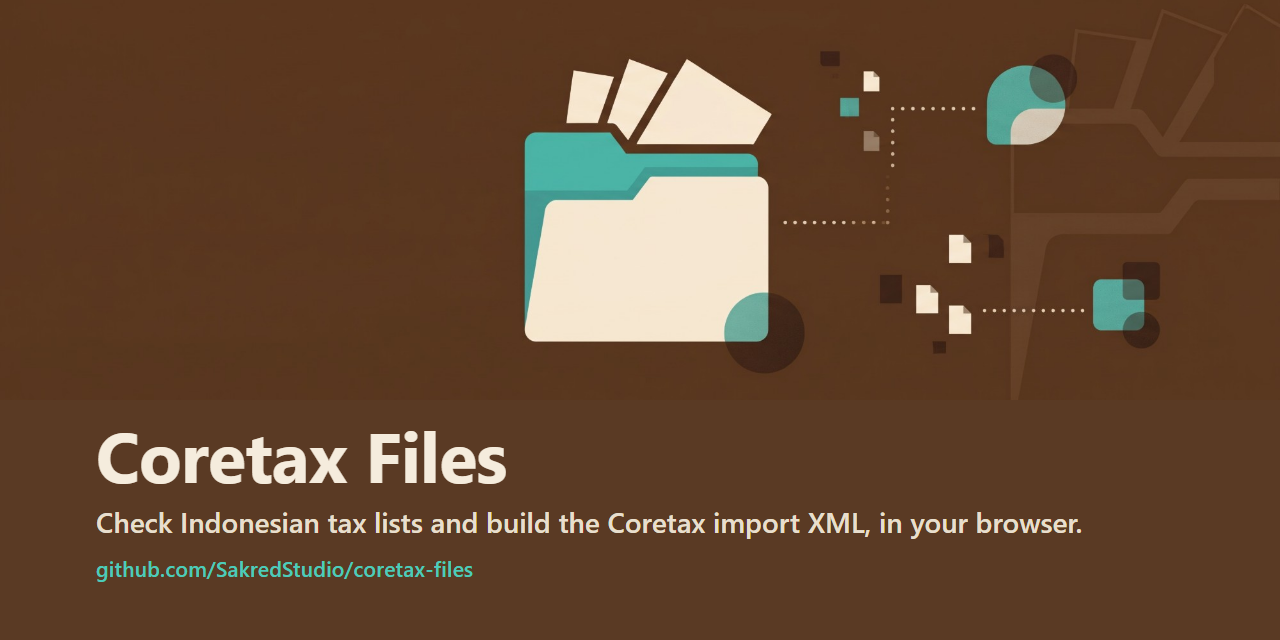 Coretax Files
Check Indonesian tax lists and build the Coretax import XML, in your browser.
github.com/SakredStudio/coretax-files